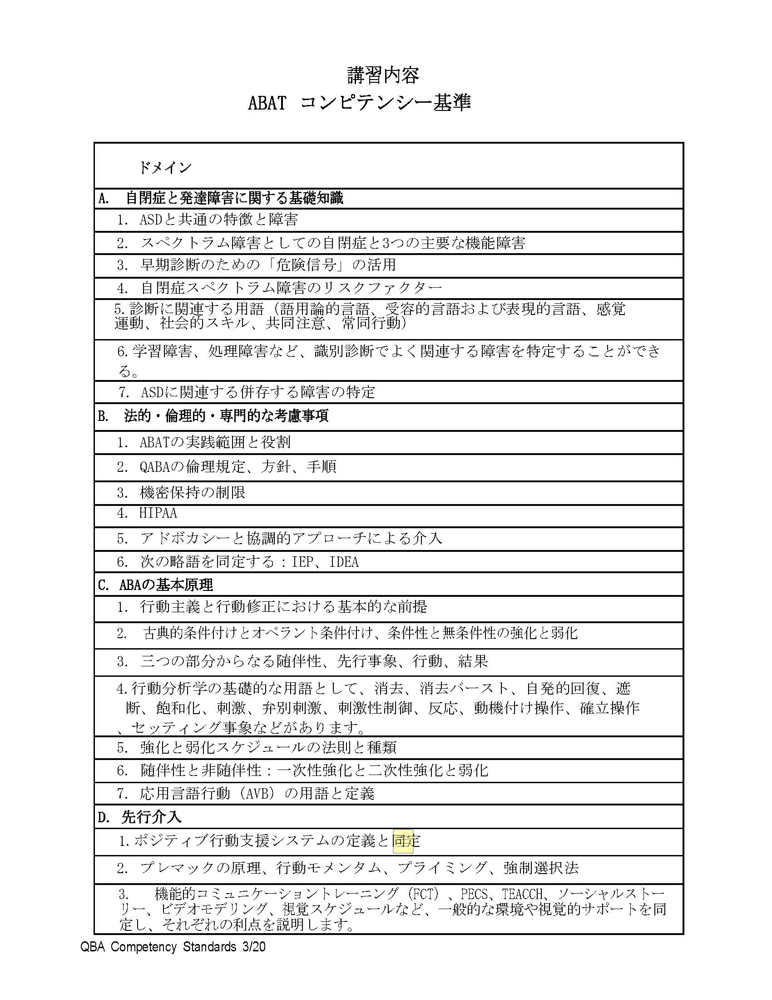 講習内容
ABAT コンピテンシー基準
ドメイン
A. 自閉症と発達障害に関する基礎知識
1. ASDと共通の特徴と障害
2. スペクトラム障害としての自閉症と3つの主要な機能障害
3. 早期診断のための「危険信号」の活用
4. 自閉症スペクトラム障害のリスクファクター
5.診断に関連する用語（語用論的言語、受容的言語および表現的言語、感覚
運動、社会的スキル、共同注意、常同行動）
6.学習障害、処理障害など、識別診断でよく関連する障害を特定することができ
る。
7. ASDに関連する併存する障害の特定
B. 法的・倫理的・専門的な考慮事項
1. ABATの実践範囲と役割
2. QABAの倫理規定、方針、手順
3. 機密保持の制限
4. HIPAA
5. アドボカシーと協調的アプローチによる介入
6. 次の略語を同定する：IEP、IDEA
C. ABAの基本原理
1. 行動主義と行動修正における基本的な前提
2. 古典的条件付けとオペラント条件付け、条件性と無条件性の強化と弱化
3. 三つの部分からなる随伴性、先行事象、行動、結果
4.行動分析学の基礎的な用語として、消去、消去バースト、自発的回復、遮
断、飽和化、刺激、弁別刺激、刺激性制御、反応、動機付け操作、確立操作
、セッティング事象などがあります。
5. 強化と弱化スケジュールの法則と種類
6. 随伴性と非随伴性：一次性強化と二次性強化と弱化
7. 応用言語行動（AVB）の用語と定義
D. 先行介入
1.ポジティブ行動支援システムの定義と同定
2. プレマックの原理、行動モメンタム、プライミング、強制選択法
3. 機能的コミュニケーショントレーニング（FCT）、PECS、TEACCH、ソーシャルストー
リー、ビデオモデリング、視覚スケジュールなど、一般的な環境や視覚的サポートを同
定し、それぞれの利点を説明します。
QBA Competency Standards 3/20